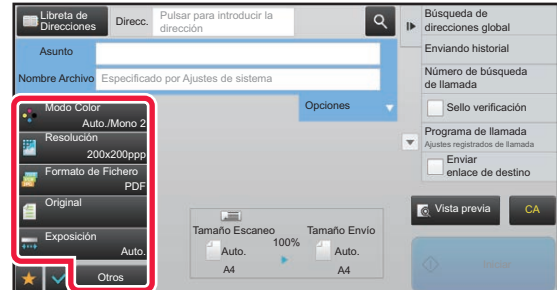 Libreta de
Direcciones
Direcc.
Pulsar para introducir la
dirección
Asunto
Nombre Archivo
Especificado por Ajustes de sistema
Opciones
Modo Color
Auto./Mono 2
Resolución
200x200ppp
Formato de Fichero
PDF
Original
Exposición
Auto.
Otros
Tamaño Escaneo
100%
Tamaño Envío
Auto.
A4
Auto.
A4
Búsqueda de
direcciones global
Enviando historial
Número de búsqueda
de llamada
Sello verificación
Programa de llamada
Ajustes registrados de llamada
Enviar
enlace de destino
Vista previa
CA